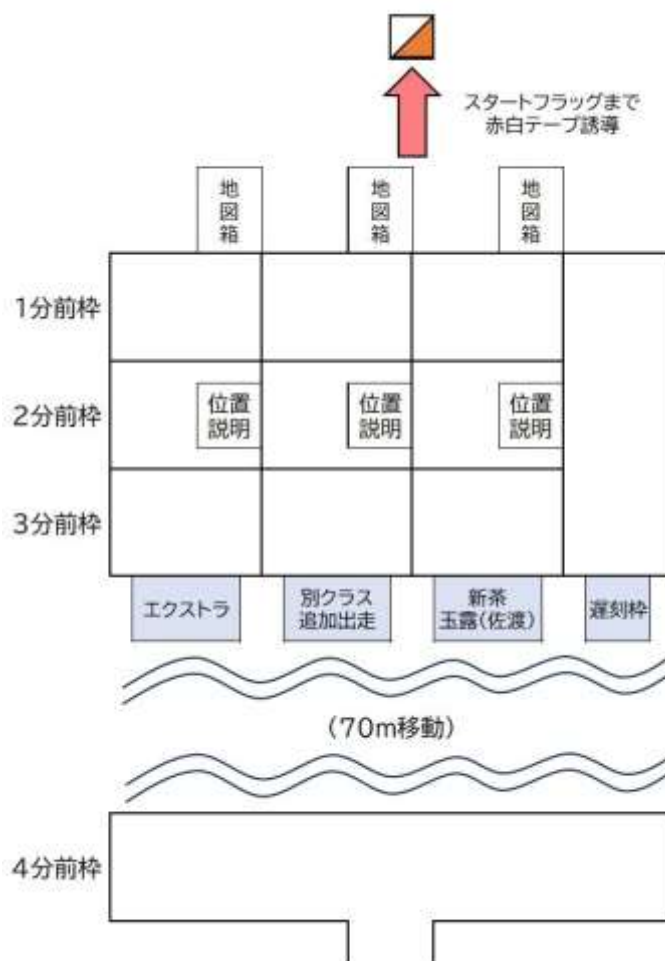 スタートフラッグまで
赤白テープ誘導
地図箱
地図箱
地図箱
1分前枠
2分前枠
位置
説明
位置
説明
位置
説明
3分前枠
エクストラ
別クラス
追加出走
新茶
玉露(佐渡)
遅刻枠
(70m移動)
4分前枠